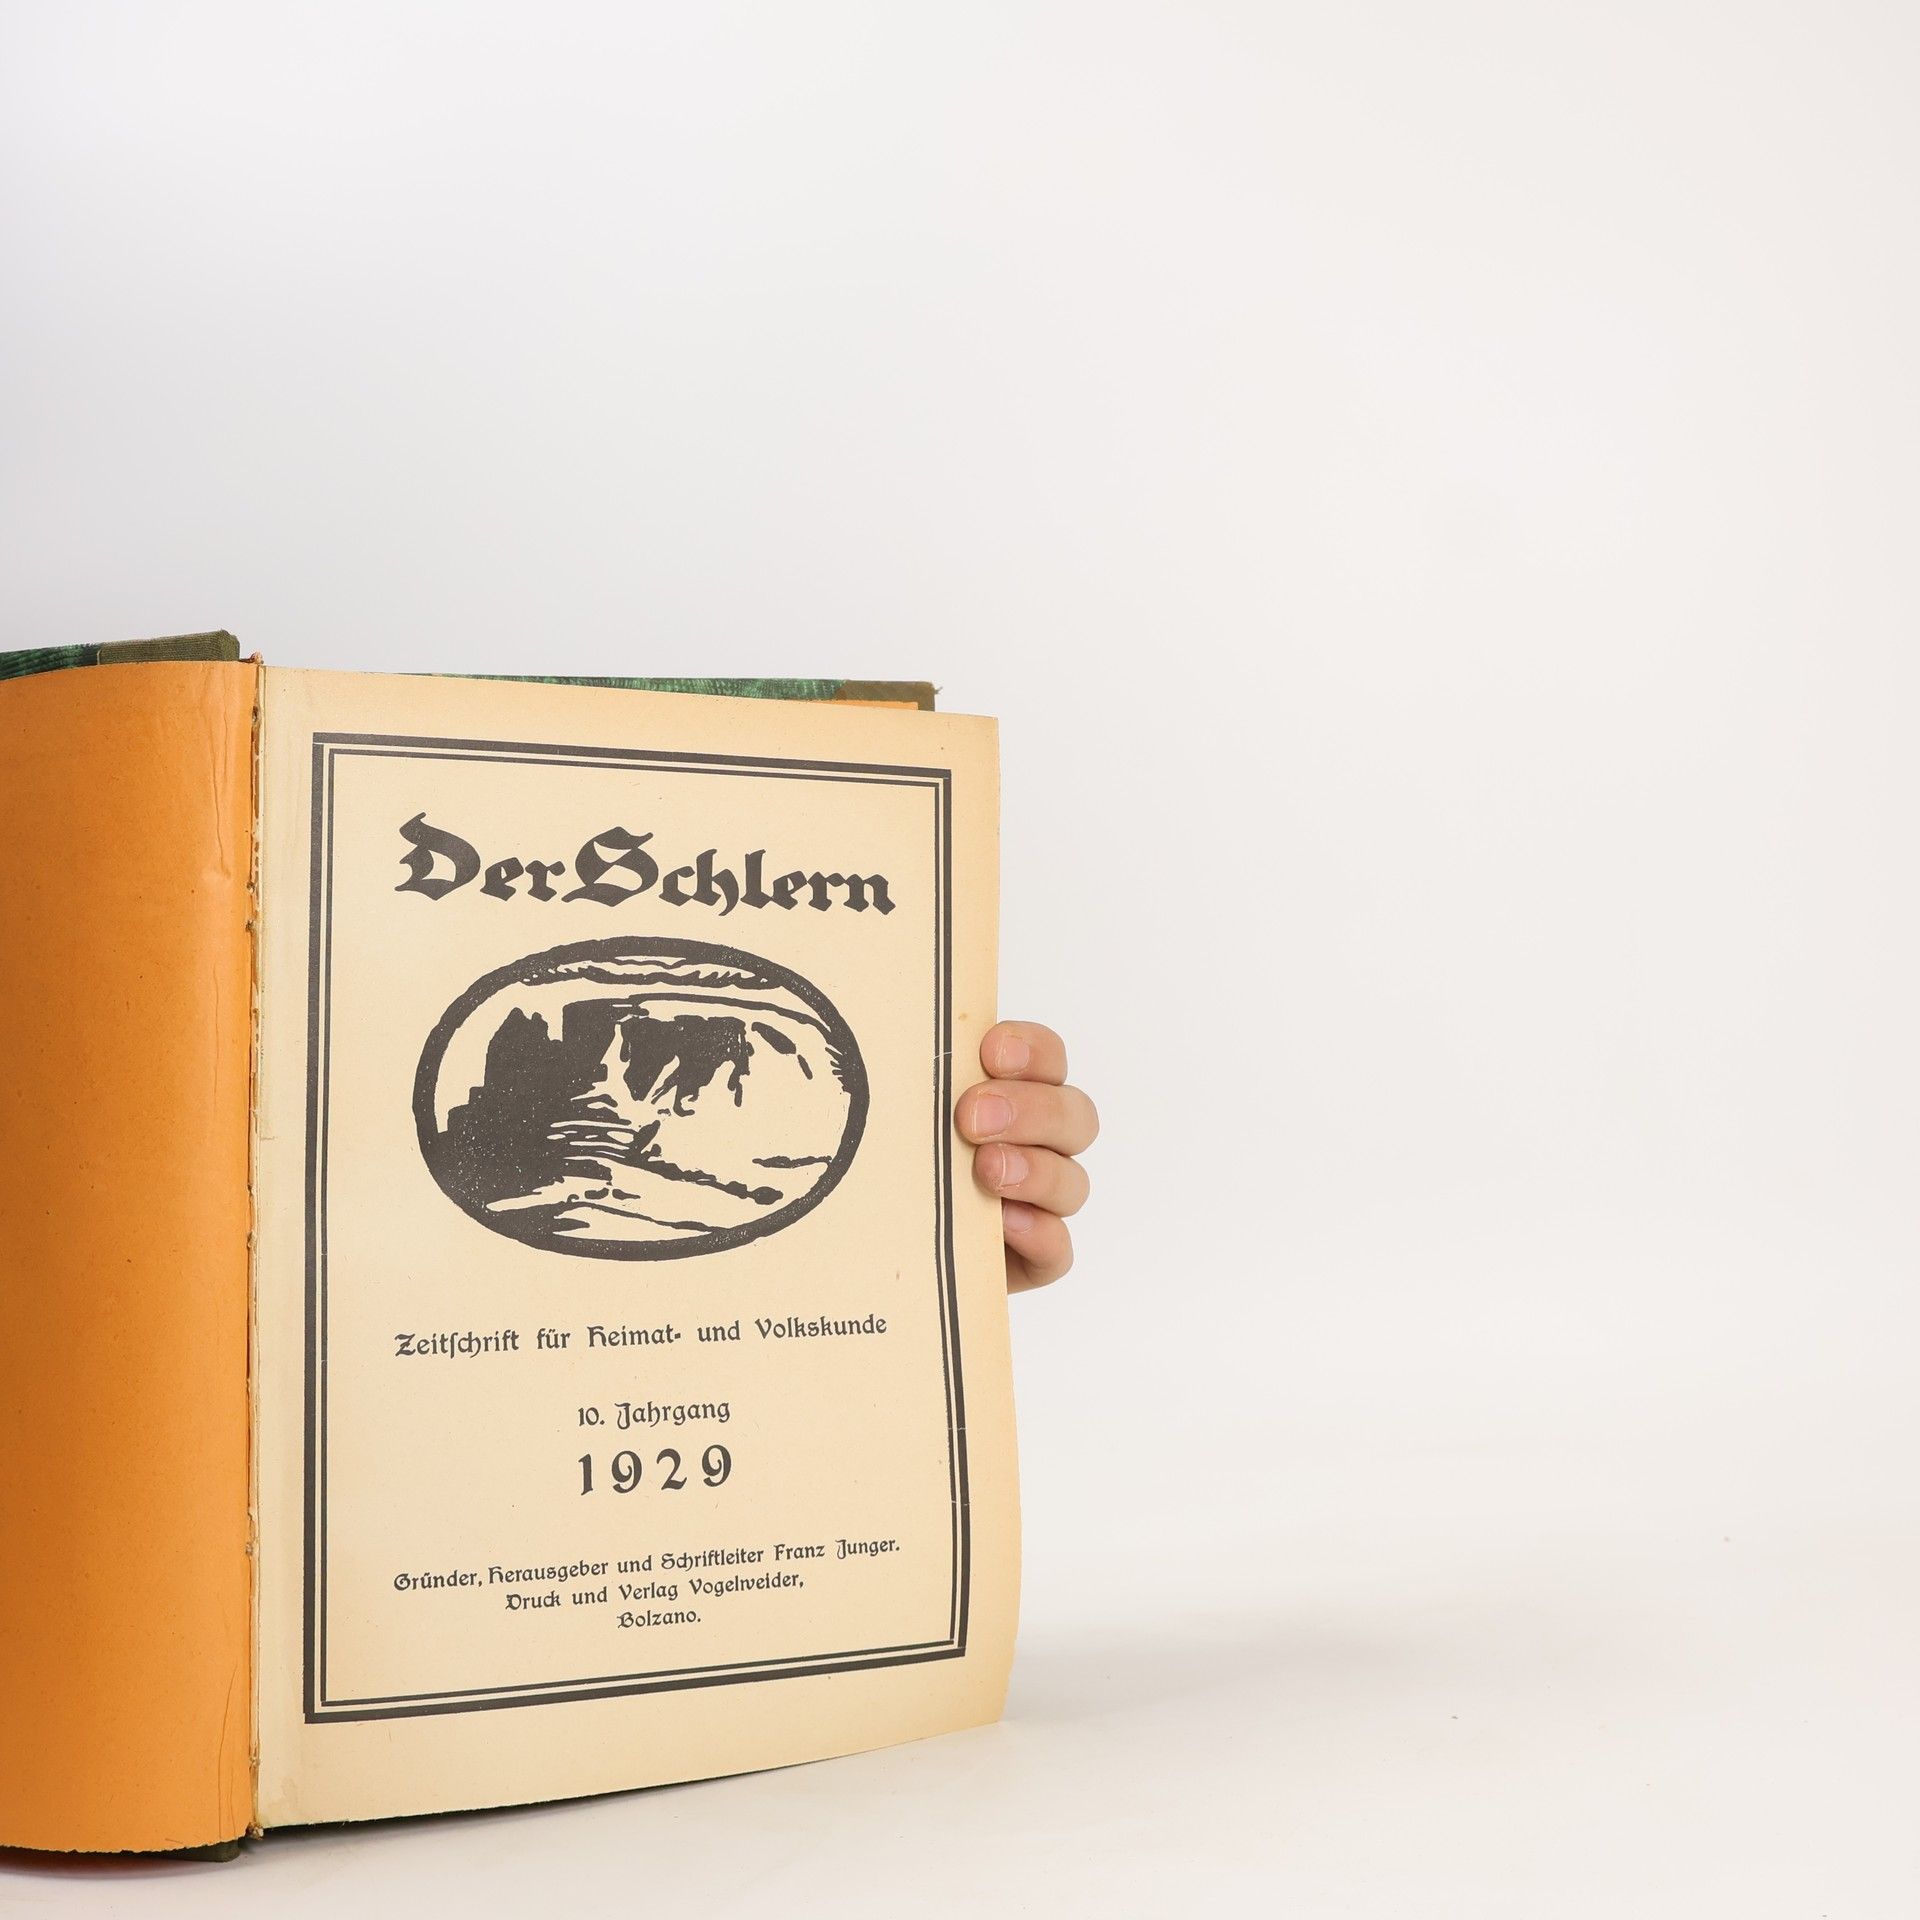 Der Schlern
Zeitſchrift für Heimat- und Volkskunde
10. Jahrgang
1929
Gründer, Herausgeber und Schriftleiter Franz Junger.
Druck und Verlag Vogelweider,
Bolzano.